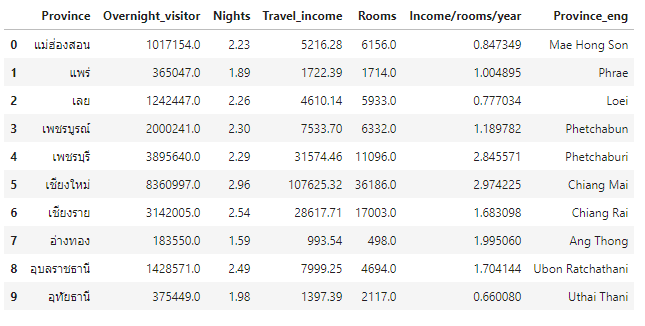 Province Overnight_visitor Nights Travel_income Rooms Income/rooms/year Province_eng
0 แม่ฮ่องสอน 1017154.0 2.23 5216.28 6156.0 0.847349 Mae Hong Son
1 แพร่ 365047.0 1.89 1722.39 1714.0 1.004895 Phrae
2 เลย 1242447.0 2.26 4610.14 5933.0 0.777034 Loei
3 เพชรบูรณ์ 2000241.0 2.30 7533.70 6332.0 1.189782 Phetchabun
4 เพชรบุรี 3895640.0 2.29 31574.46 11096.0 2.845571 Phetchaburi
5 เชียงใหม่ 8360997.0 2.96 107625.32 36186.0 2.974225 Chiang Mai
6 เชียงราย 3142005.0 2.54 28617.71 17003.0 1.683098 Chiang Rai
7 อ่างทอง 183550.0 1.59 993.54 498.0 1.995060 Ang Thong
8 อุบลราชธานี 1428571.0 2.49 7999.25 4694.0 1.704144 Ubon Ratchathani
9 อุทัยธานี 375449.0 1.98 1397.39 2117.0 0.660080 Uthai Thani